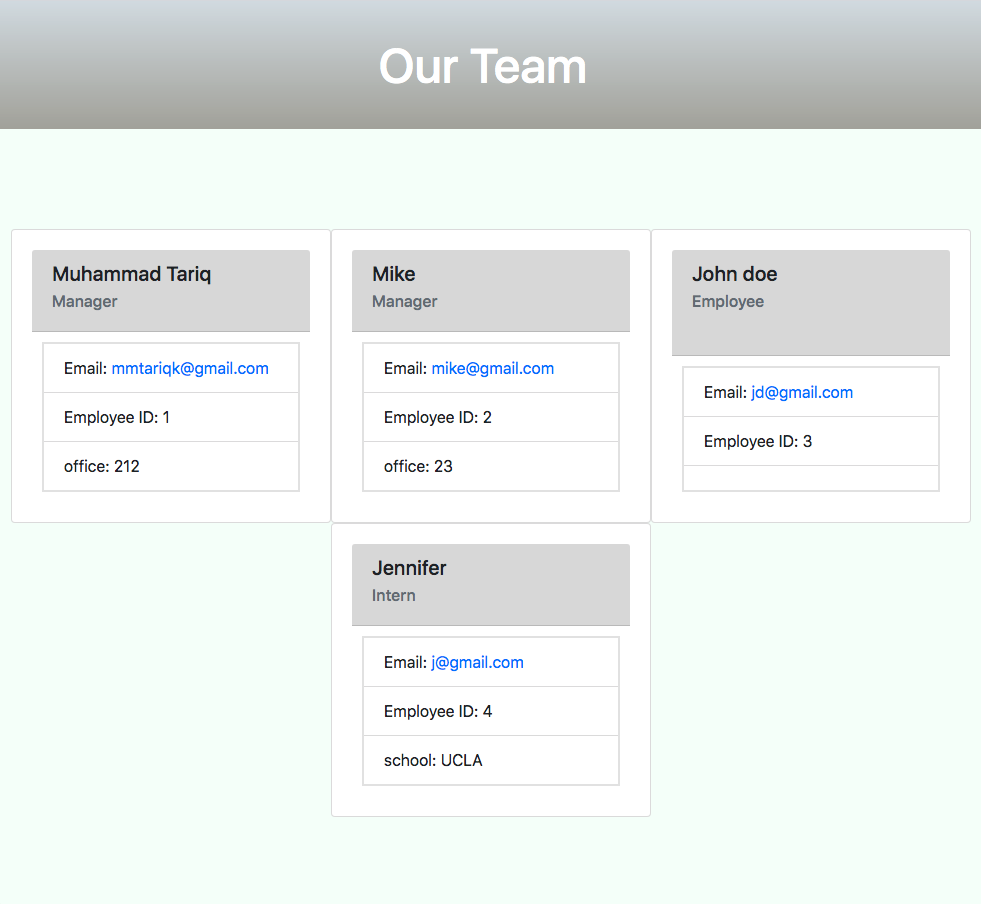 Our Team
Muhammad Tariq
Manager
Email: mmtariqk@gmail.com
Employee ID: 1
office: 212
Mike
Manager
Email: mike@gmail.com
Employee ID: 2
office: 23
John doe
Employee
Email: jd@gmail.com
Employee ID: 3
Jennifer
Intern
Email: j@gmail.com
Employee ID: 4
school: UCLA